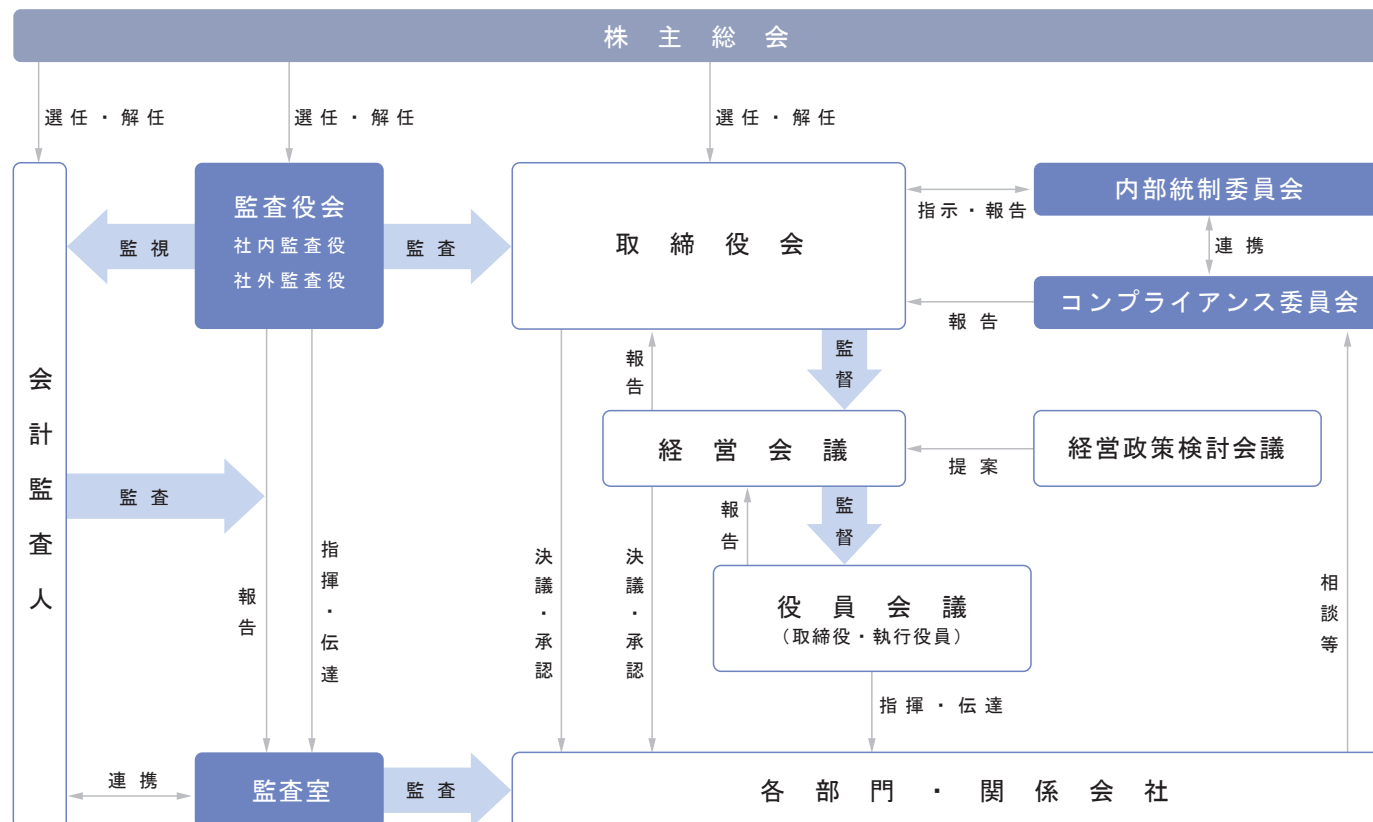 株主総会
選任・解任
選任・解任
選任・解任
監査役会
社内監査役
社外監査役
監視
監査
取締役会
指示・報告
内部統制委員会
連携
コンプライアンス委員会
報告
監督
報告
会計監査人
経営会議
提案
経営政策検討会議
監査
監督
報告
役員会議
（取締役・執行役員）
報告
指揮・伝達
決議・承認
決議・承認
相談等
指揮・伝達
連携
監査室
監査
各部門・関係会社